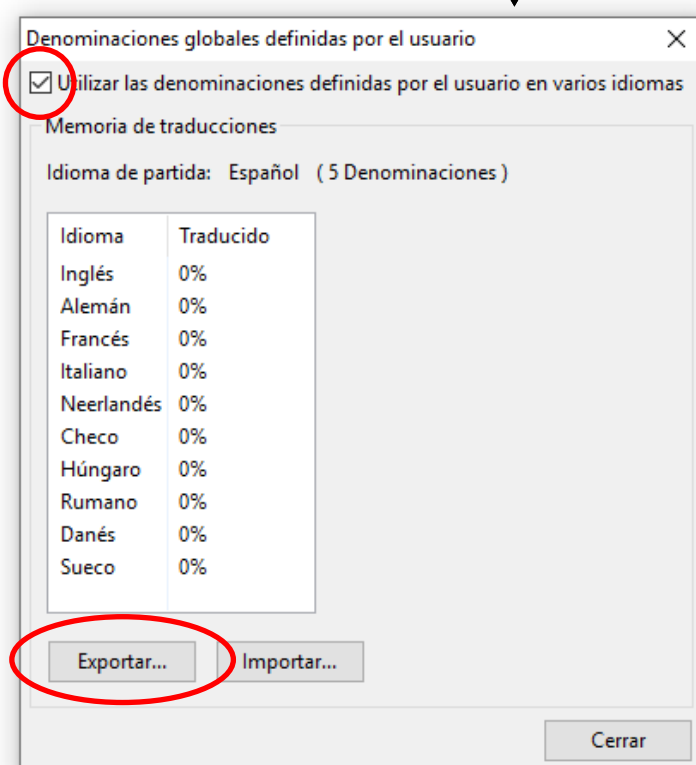 Denominaciones globales definidas por el usuario
Utilizar las denominaciones definidas por el usuario en varios idiomas
Memoria de traducciones
Idioma de partida: Español ( 5 Denominaciones )
Idioma Traducido
Inglés 0%
Alemán 0%
Francés 0%
Italiano 0%
Neerlandés 0%
Checo 0%
Húngaro 0%
Rumano 0%
Danés 0%
Sueco 0%
Exportar... Importar...
Cerrar